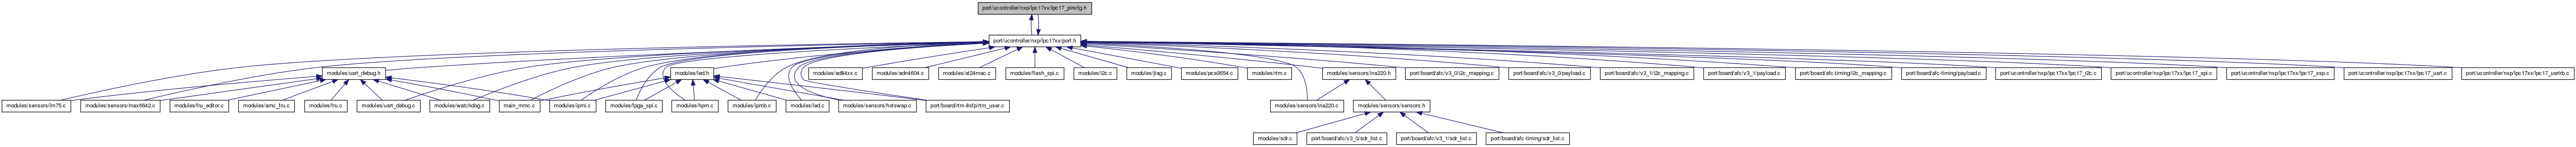 port/ucontroller/nxp/lpc17xx/lpc17_pincfg.h
port/ucontroller/nxp/lpc17xx/port.h
modules/uart_debug.h
modules/led.h
modules/ad84xx.c
modules/adn4604.c
modules/at24mac.c
modules/flash_spi.c
modules/i2c.c
modules/jtag.c
modules/pca9554.c
modules/rtm.c
modules/sensors/ina220.h
port/board/afc/v3_0/i2c_mapping.c
port/board/afc/v3_0/payload.c
port/board/afc/v3_1/i2c_mapping.c
port/board/afc/v3_1/payload.c
port/board/afc-timing/i2c_mapping.c
port/board/afc-timing/payload.c
port/ucontroller/nxp/lpc17xx/lpc17_i2c.c
port/ucontroller/nxp/lpc17xx/lpc17_spi.c
port/ucontroller/nxp/lpc17xx/lpc17_ssp.c
port/ucontroller/nxp/lpc17xx/lpc17_uart.c
port/ucontroller/nxp/lpc17xx/lpc17_uartrb.c
modules/sensors/lm75.c
modules/sensors/max6642.c
modules/fru_editor.c
modules/amc_fru.c
modules/fru.c
modules/uart_debug.c
modules/watchdog.c
main_mmc.c
modules/ipmi.c
modules/fpga_spi.c
modules/hpm.c
modules/ipmb.c
modules/led.c
modules/sensors/hotswap.c
port/board/rtm-8sfp/rtm_user.c
modules/sensors/ina220.c
modules/sensors/sensors.h
modules/sdr.c
port/board/afc/v3_0/sdr_list.c
port/board/afc/v3_1/sdr_list.c
port/board/afc-timing/sdr_list.c